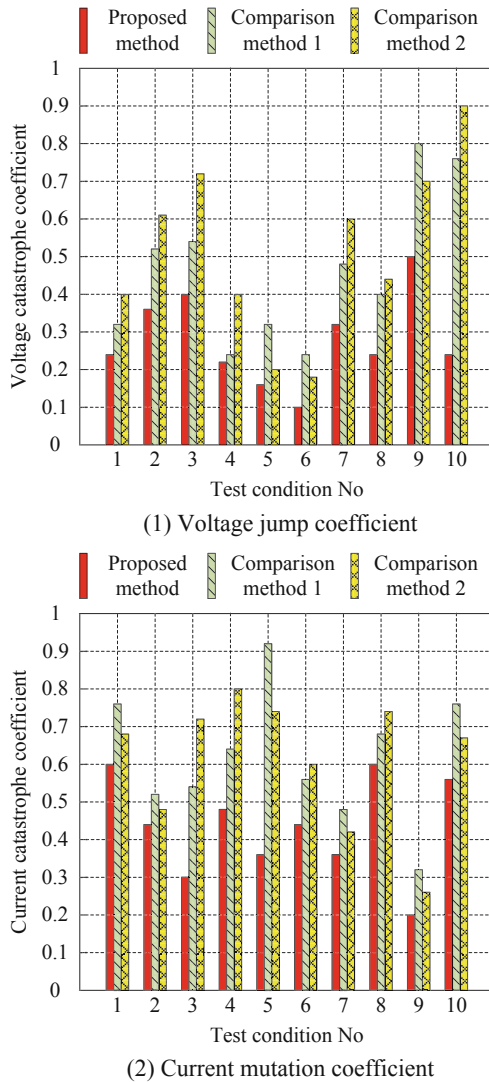 Proposed method
Comparison method 1
Comparison method 2
Voltage catastrophe coefficient
1
0.9
0.8
0.7
0.6
0.5
0.4
0.3
0.2
0.1
0
1 2 3 4 5 6 7 8 9 10
Test condition No
(1) Voltage jump coefficient
Proposed method
Comparison method 1
Comparison method 2
Current catastrophe coefficient
1
0.9
0.8
0.7
0.6
0.5
0.4
0.3
0.2
0.1
0
1 2 3 4 5 6 7 8 9 10
Test condition No
(2) Current mutation coefficient